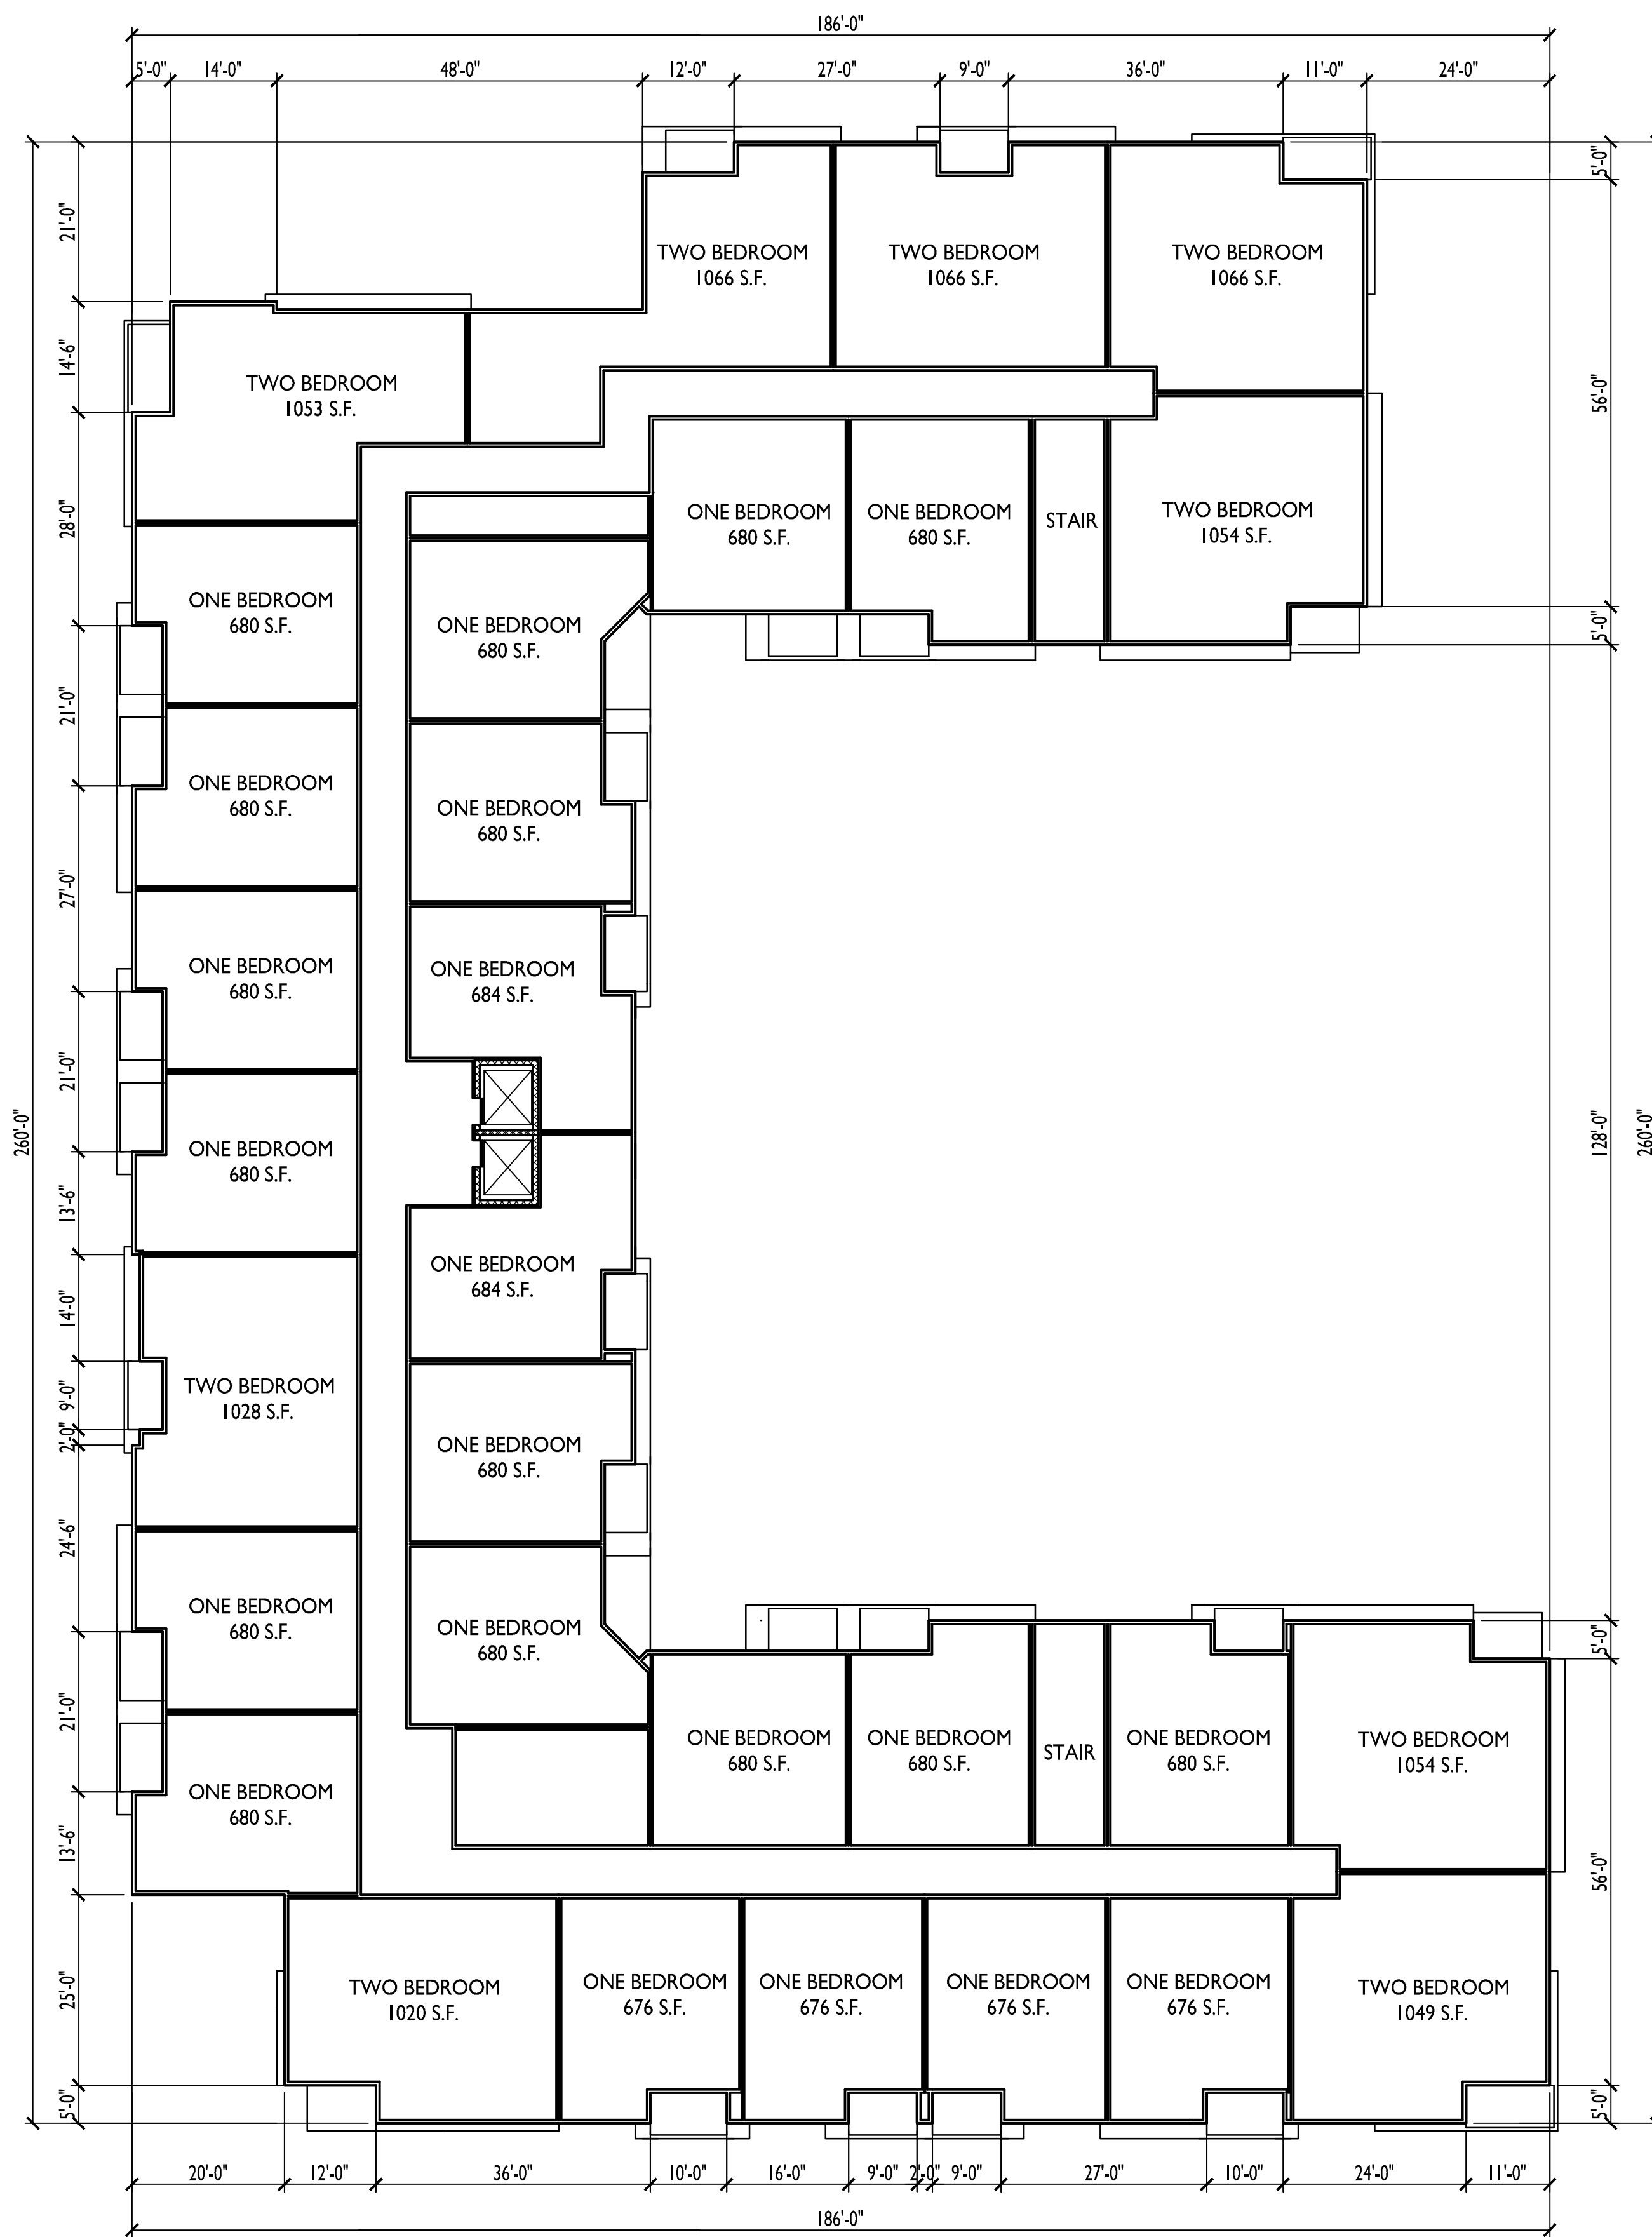 186'-0"
5'-0" 14'-0" 48'-0" 12'-0" 27'-0" 9'-0" 36'-0" 11'-0" 24'-0"
5'-0"
21'-0"
TWO BEDROOM
1066 S.F.
TWO BEDROOM
1066 S.F.
TWO BEDROOM
1066 S.F.
14'-6"
TWO BEDROOM
1053 S.F.
56'-0"
28'-0"
ONE BEDROOM
680 S.F.
ONE BEDROOM
680 S.F.
STAIR
TWO BEDROOM
1054 S.F.
ONE BEDROOM
680 S.F.
ONE BEDROOM
680 S.F.
5'-0"
21'-0"
ONE BEDROOM
680 S.F.
ONE BEDROOM
680 S.F.
27'-0"
ONE BEDROOM
680 S.F.
ONE BEDROOM
684 S.F.
21'-0"
260'-0"
ONE BEDROOM
680 S.F.
128'-0"
260'-0"
13'-6"
ONE BEDROOM
684 S.F.
14'-0"
9'-0"
TWO BEDROOM
1028 S.F.
2'-0"
ONE BEDROOM
680 S.F.
24'-6"
ONE BEDROOM
680 S.F.
ONE BEDROOM
680 S.F.
5'-0"
21'-0"
ONE BEDROOM
680 S.F.
ONE BEDROOM
680 S.F.
STAIR
ONE BEDROOM
680 S.F.
TWO BEDROOM
1054 S.F.
ONE BEDROOM
680 S.F.
13'-6"
56'-0"
25'-0"
TWO BEDROOM
1020 S.F.
ONE BEDROOM
676 S.F.
ONE BEDROOM
676 S.F.
ONE BEDROOM
676 S.F.
ONE BEDROOM
676 S.F.
TWO BEDROOM
1049 S.F.
5'-0"
5'-0"
20'-0" 12'-0" 36'-0" 10'-0" 16'-0" 9'-0" 2'-0" 9'-0" 27'-0" 10'-0" 24'-0" 11'-0"
186'-0"